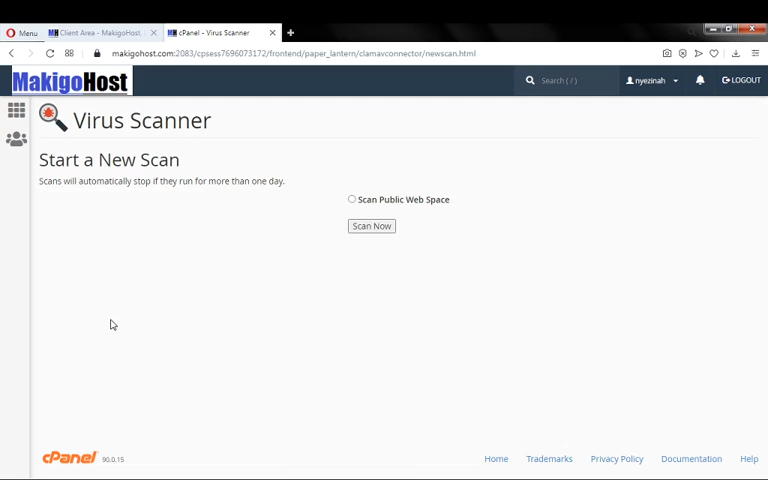 Menu
Client Area - MakigoHost.
cPanel - Virus Scanner
makigohost.com:2083/cpsess7696073172/frontend/paper_lantern/clamavconnector/newscan.html
MakigoHost
Search ( / )
nyezinah
LOGOUT
Virus Scanner
Start a New Scan
Scans will automatically stop if they run for more than one day.
Scan Public Web Space
Scan Now
cPanel 90.0.15
Home Trademarks Privacy Policy Documentation Help